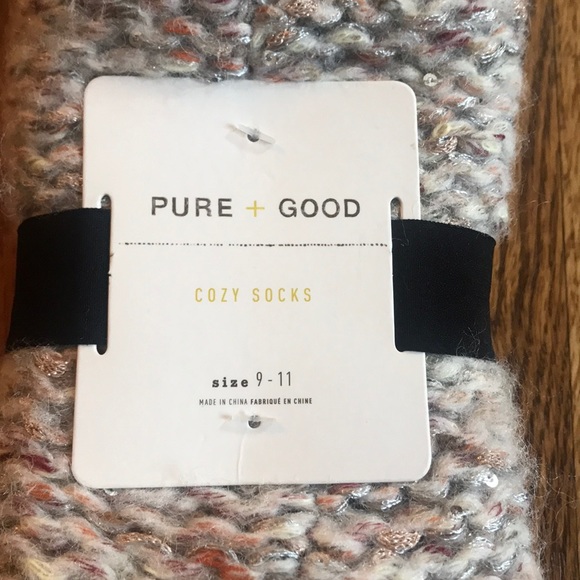 PURE + GOOD
COZY SOCKS
size 9-11
MADE IN CHINA FABRIQUÉ EN CHINE